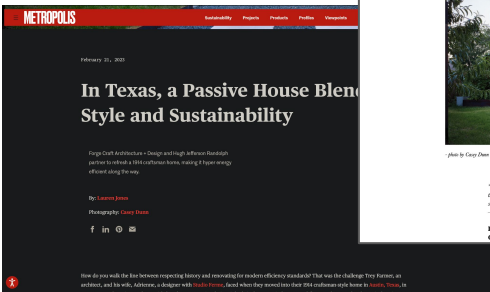 METROPOLIS
Sustainability Projects Products Profiles Viewpoints
February 21, 2023
In Texas, a Passive House Blen
Style and Sustainability
Forge Craft Architecture + Design and Hugh Jefferson Randolph
partner to refresh a 1914 craftsman home, making it hyper energy
efficient along the way.
By: Lauren Jones
Photography: Casey Dunn
- photo by Casey Dunn
How do you walk the line between respecting history and renovating for modern efficiency standards? That was the challenge Trey Farmer, an
architect, and his wife, Adrienne, a designer with Studio Ferme, faced when they moved into their 1914 craftsman-style home in Austin, Texas, in